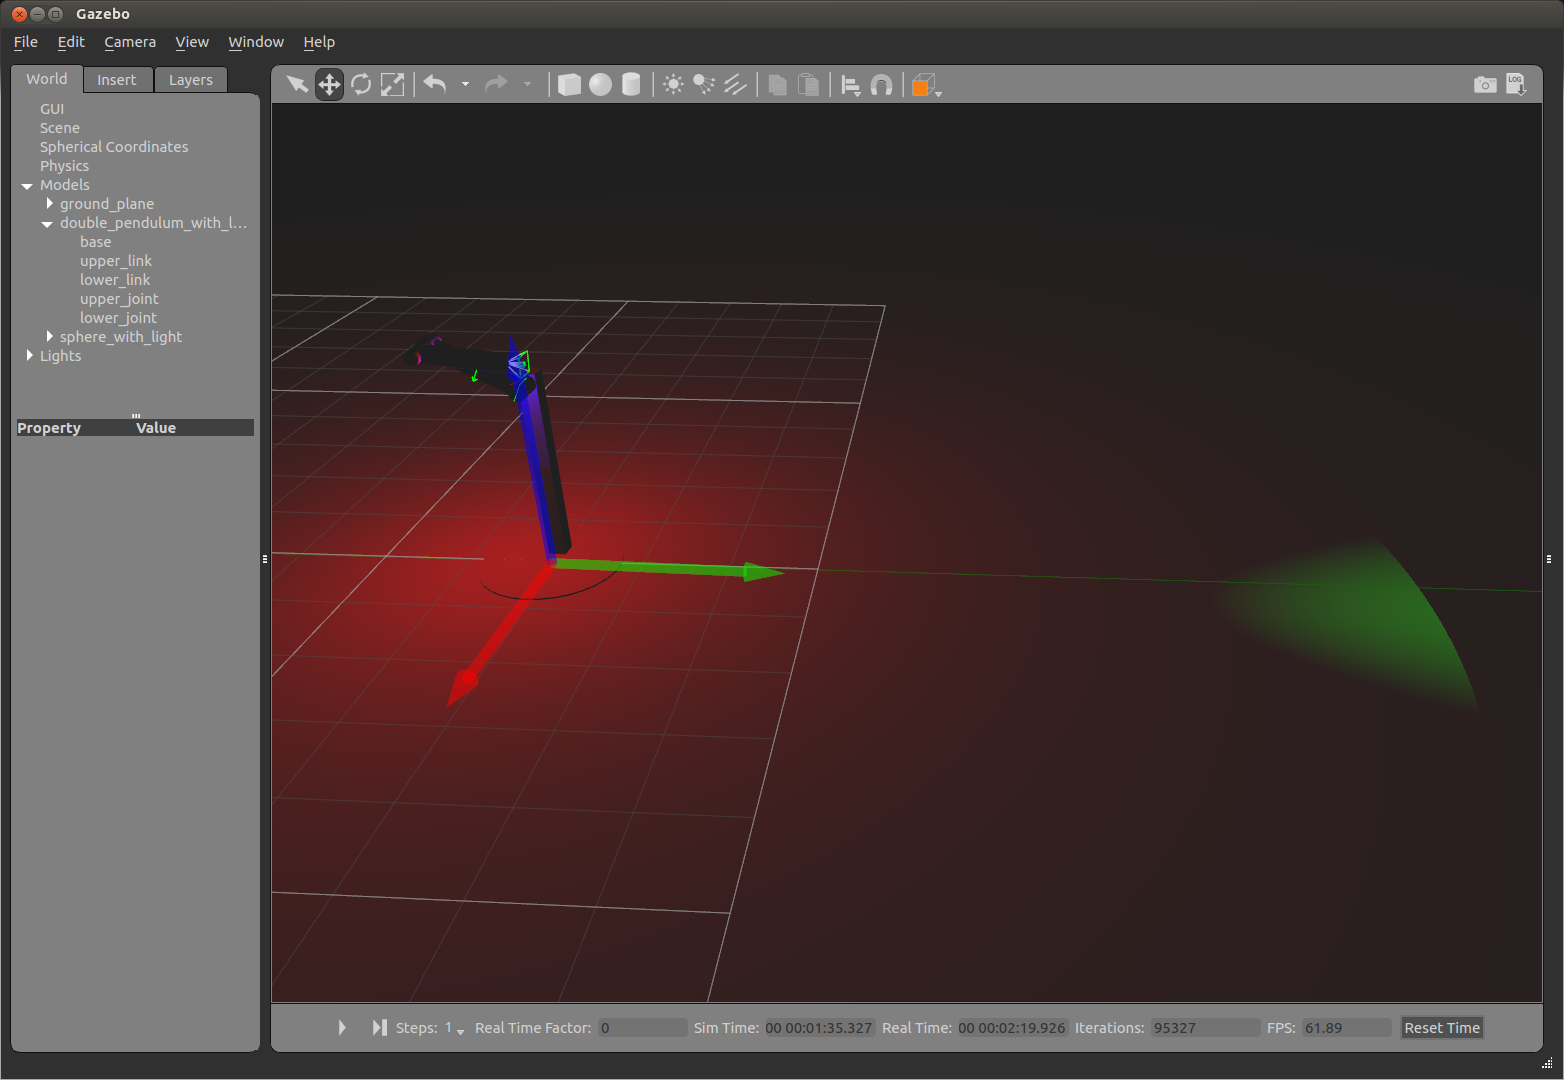 Gazebo
File Edit Camera View Window Help
World Insert Layers
LOG
GUI
Scene
Spherical Coordinates
Physics
Models
ground_plane
double_pendulum_with_l...
base
upper_link
lower_link
upper_joint
lower_joint
sphere_with_light
Lights
Property Value
Steps: 1 Real Time Factor: 0 Sim Time: 00 00:01:35.327 Real Time: 00 00:02:19.926 Iterations: 95327 FPS: 61.89 Reset Time